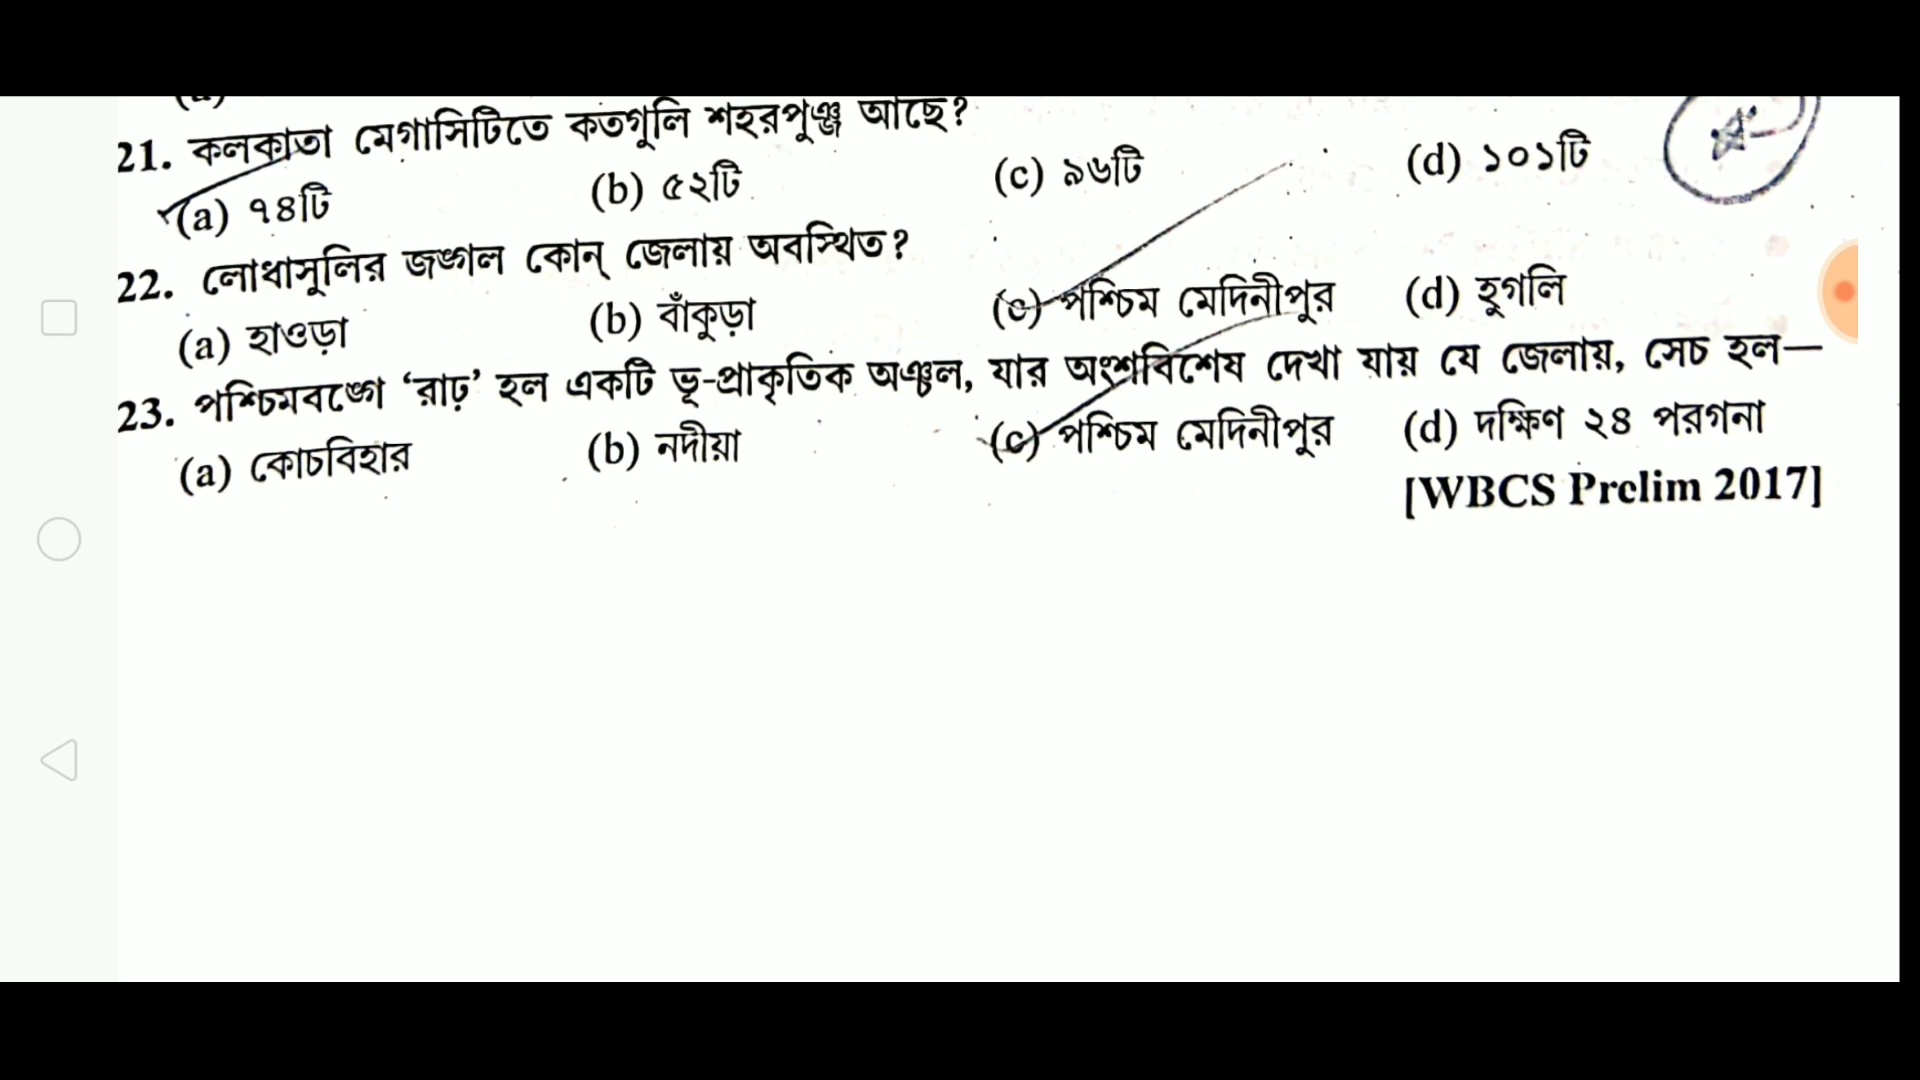 21. কলকাতা মেগাসিটিতে কতগুলি শহরপুঞ্জ আছে?
(a) ৭৪টি (b) ৫২টি (c) ৯৬টি (d) ১০১টি
22. লোধাসুলির জঙ্গল কোন্ জেলায় অবস্থিত?
(a) হাওড়া (b) বাঁকুড়া (c) পশ্চিম মেদিনীপুর (d) হুগলি
23. পশ্চিমবঙ্গে ‘রাঢ়’ হল একটি ভূ-প্রাকৃতিক অঞ্চল, যার অংশবিশেষ দেখা যায় যে জেলায়, সেচ হল—
(a) কোচবিহার (b) নদীয়া (c) পশ্চিম মেদিনীপুর (d) দক্ষিণ ২৪ পরগনা
[WBCS Prelim 2017]